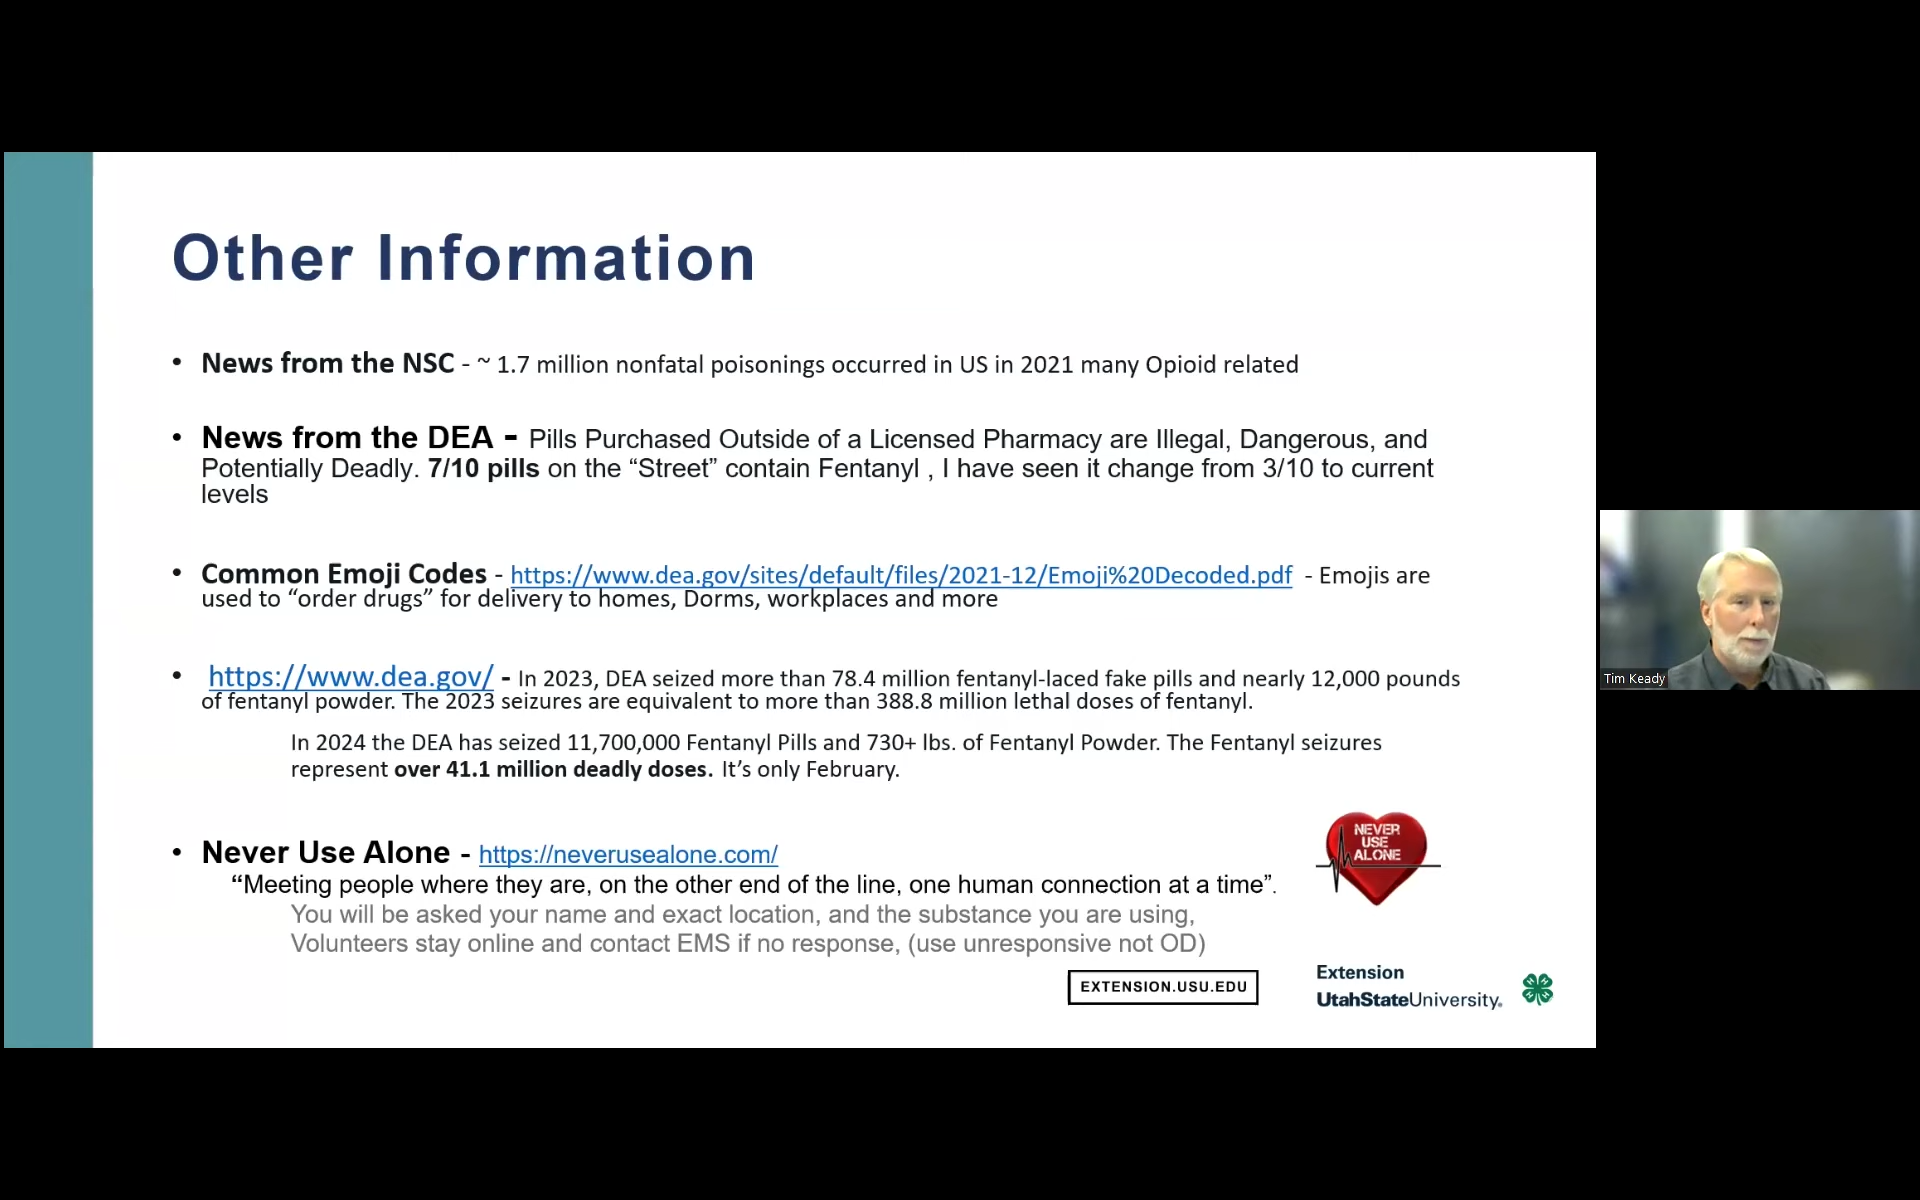 Other Information
• News from the NSC - ~ 1.7 million nonfatal poisonings occurred in US in 2021 many Opioid related
• News from the DEA - Pills Purchased Outside of a Licensed Pharmacy are Illegal, Dangerous, and
Potentially Deadly. 7/10 pills on the “Street” contain Fentanyl , I have seen it change from 3/10 to current
levels
• Common Emoji Codes - https://www.dea.gov/sites/default/files/2021-12/Emoji%20Decoded.pdf - Emojis are
used to “order drugs” for delivery to homes, Dorms, workplaces and more
• https://www.dea.gov/ - In 2023, DEA seized more than 78.4 million fentanyl-laced fake pills and nearly 12,000 pounds
of fentanyl powder. The 2023 seizures are equivalent to more than 388.8 million lethal doses of fentanyl.
In 2024 the DEA has seized 11,700,000 Fentanyl Pills and 730+ lbs. of Fentanyl Powder. The Fentanyl seizures
represent over 41.1 million deadly doses. It’s only February.
• Never Use Alone - https://neverusealone.com/
“Meeting people where they are, on the other end of the line, one human connection at a time”.
You will be asked your name and exact location, and the substance you are using,
Volunteers stay online and contact EMS if no response, (use unresponsive not OD)
NEVER
USE
ALONE
EXTENSION.USU.EDU
Extension
UtahStateUniversity®
Tim Keady